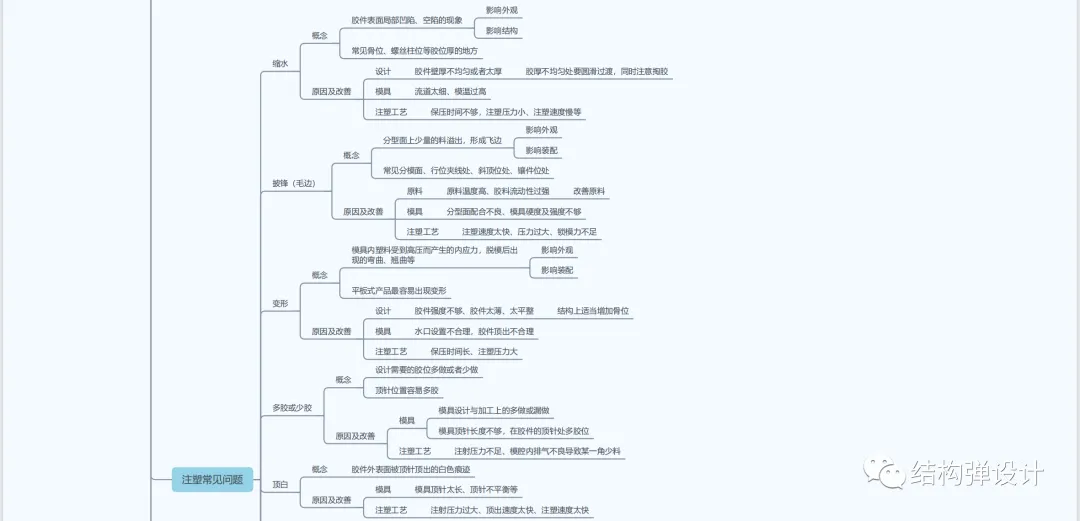 影响外观
胶件表面局部凹陷、空陷的现象
影响结构
概念
常见骨位、螺丝柱位等胶位厚的地方
缩水
设计
胶件壁厚不均匀或者太厚
胶厚不均匀处要圆滑过渡，同时注意掏胶
原因及改善
模具
流道太细、模温过高
注塑工艺
保压时间不够，注塑压力小、注塑速度慢等
影响外观
分型面上少量的料溢出，形成飞边
影响装配
概念
常见分模面、行位夹线处、斜顶位处、镶件位处
披锋（毛边）
原料
原料温度高、胶料流动性过强
改善原料
原因及改善
模具
分型面配合不良、模具硬度及强度不够
注塑工艺
注塑速度太快、压力过大、锁模力不足
模具内塑料受到高压而产生的内应力，脱模后出
现的弯曲、翘曲等
影响外观
影响装配
概念
平板式产品最容易出现变形
变形
设计
胶件强度不够、胶件太薄、太平整
结构上适当增加骨位
原因及改善
模具
水口设置不合理，胶件顶出不合理
注塑工艺
保压时间长、注塑压力大
设计需要的胶位多做或者少做
概念
顶针位置容易多胶
多胶或少胶
模具设计与加工上的多做或漏做
模具
模具顶针长度不够，在胶件的顶针处多胶位
原因及改善
注塑工艺
注射压力不足、模腔内排气不良导致某一角少料
注塑常见问题
概念
胶件外表面被顶针顶出的白色痕迹
顶白
模具
模具顶针太长、顶针不平衡等
原因及改善
注塑工艺
注射压力过大、顶出速度太快、注塑速度太快
结构弹设计